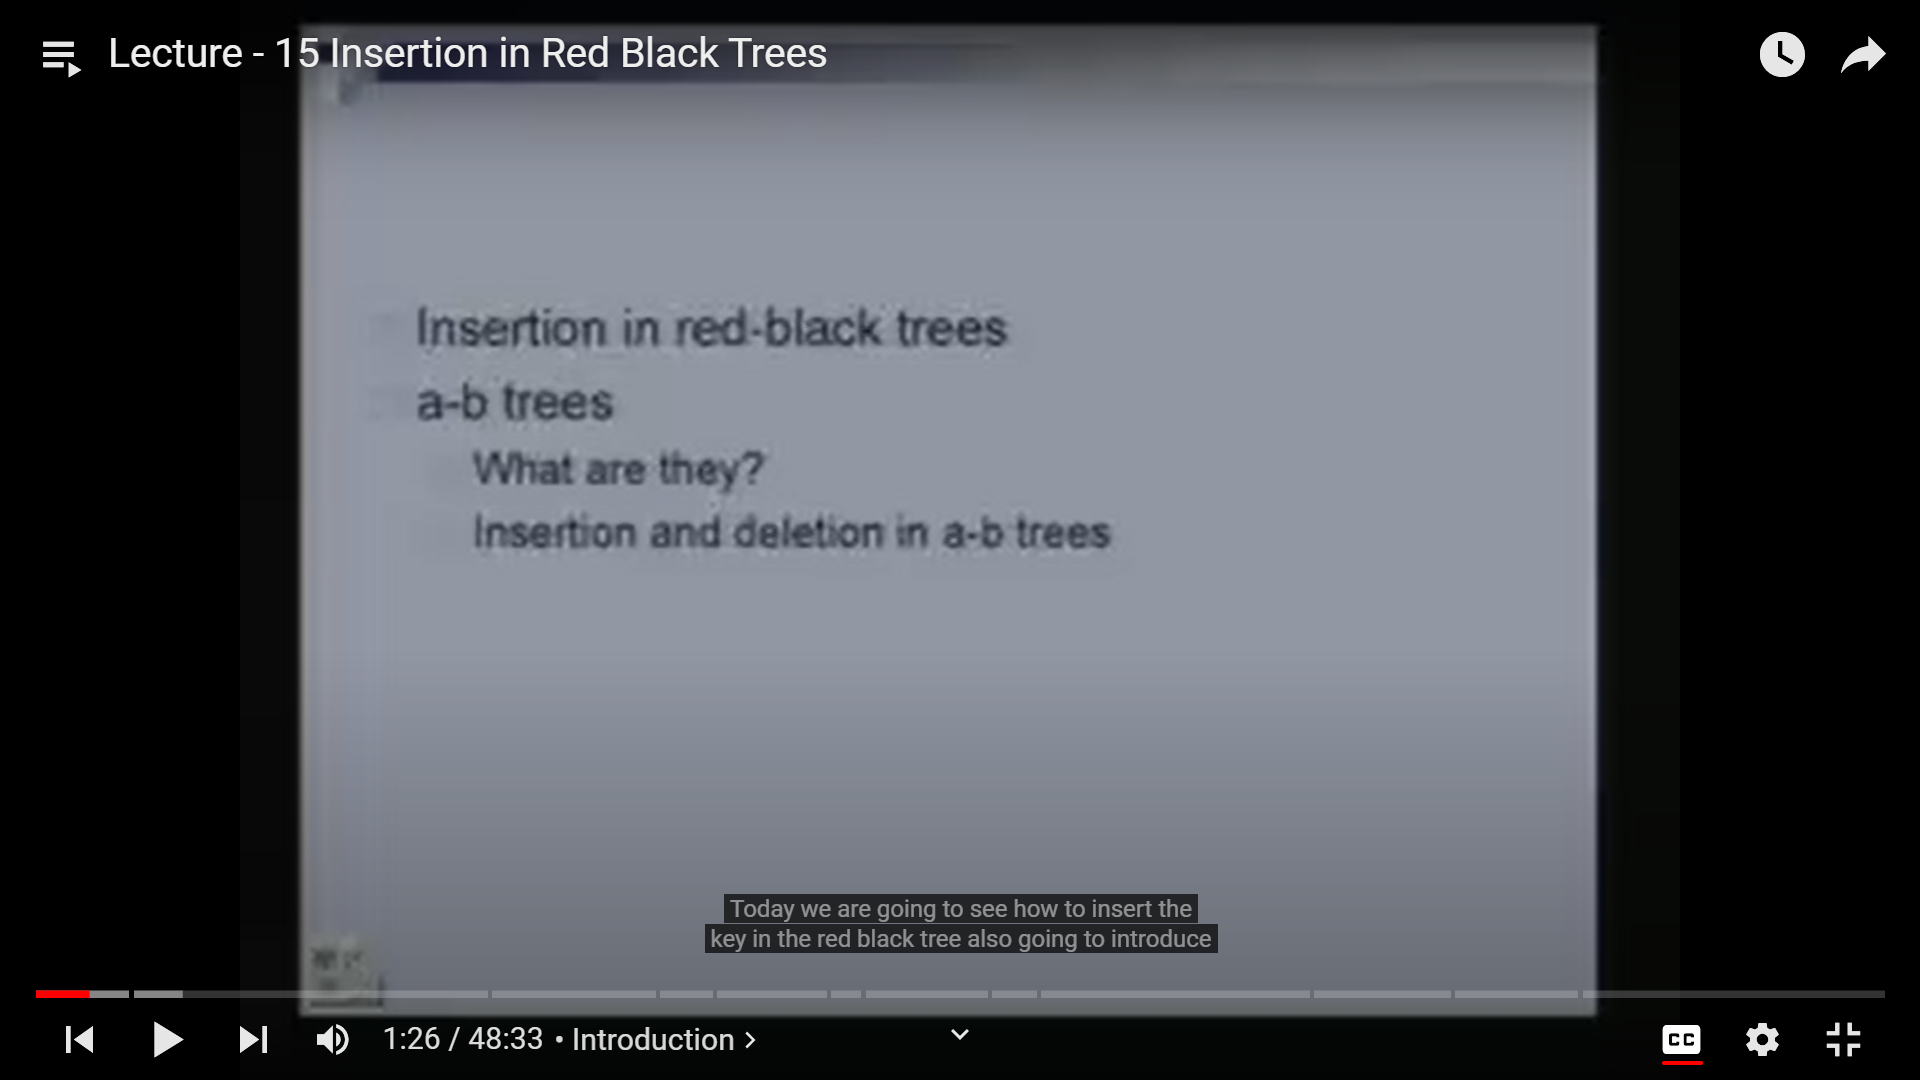 Lecture - 15 Insertion in Red Black Trees
Insertion in red-black trees
a-b trees
What are they?
Insertion and deletion in a-b trees
Today we are going to see how to insert the
key in the red black tree also going to introduce
1:26 / 48:33 • Introduction >
CC